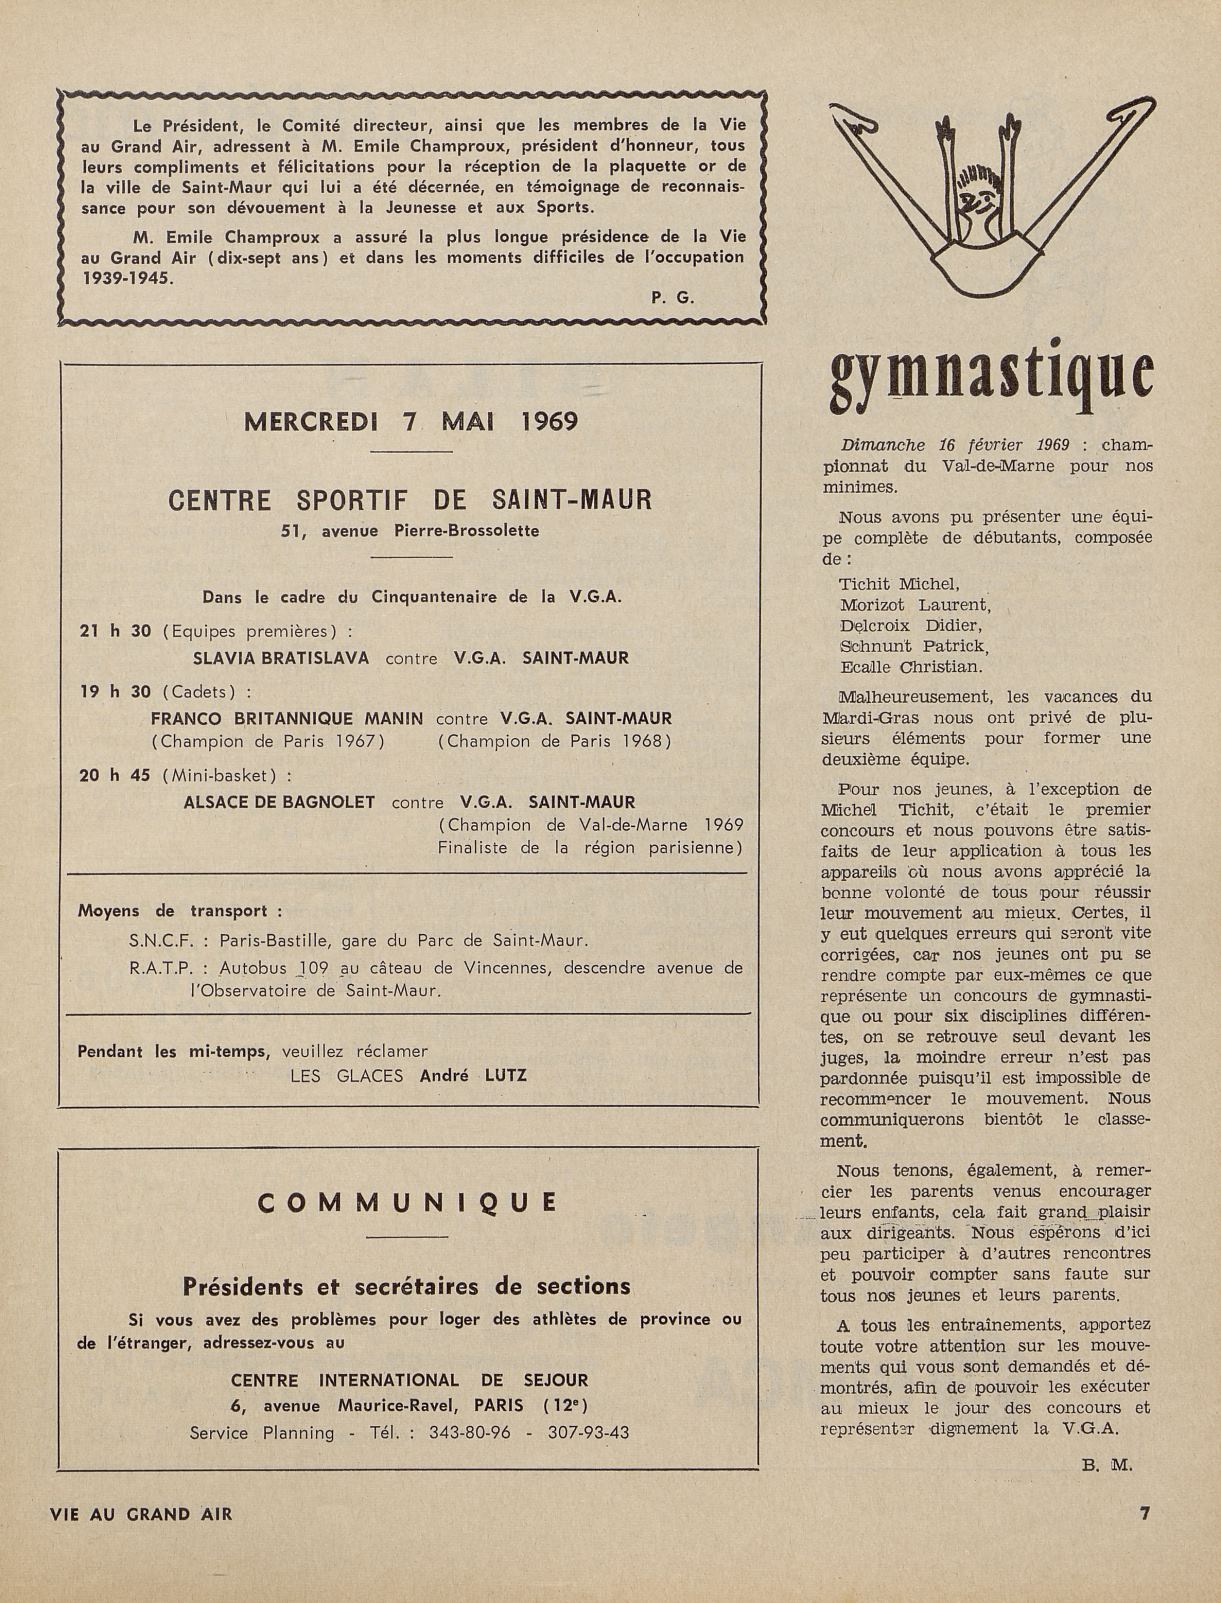 Le Président, le Comité directeur, ainsi que les membres de la Vie
au Grand Air, adressent à M. Emile Champroux, président d'honneur, tous
leurs compliments et félicitations pour la réception de la plaquette or de
la ville de Saint-Maur qui lui a été décernée, en témoignage de reconnais-
sance pour son dévouement à la Jeunesse et aux Sports.
M. Emile Champroux a assuré la plus longue présidence de la Vie
au Grand Air (dix-sept ans) et dans les moments difficiles de l'occupation
1939-1945.
P. G.
MERCREDI 7 MAI 1969
CENTRE SPORTIF DE SAINT-MAUR
51, avenue Pierre-Brossolette
Dans le cadre du Cinquantenaire de la V.G.A.
21 h 30 (Equipes premières) :
SLAVIA BRATISLAVA contre V.G.A. SAINT-MAUR
19 h 30 (Cadets) :
FRANCO BRITANNIQUE MANIN contre V.G.A. SAINT-MAUR
(Champion de Paris 1967) (Champion de Paris 1968)
20 h 45 (Mini-basket) :
ALSACE DE BAGNOLET contre V.G.A. SAINT-MAUR
(Champion de Val-de-Marne 1969
Finaliste de la région parisienne)
Moyens de transport :
S.N.C.F. : Paris-Bastille, gare du Parc de Saint-Maur.
R.A.T.P. : Autobus 109 au câteau de Vincennes, descendre avenue de
l'Observatoire de Saint-Maur.
Pendant les mi-temps, veuillez réclamer
LES GLACES André LUTZ
COMMUNIQUE
Présidents et secrétaires de sections
Si vous avez des problèmes pour loger des athlètes de province ou
de l'étranger, adressez-vous au
CENTRE INTERNATIONAL DE SEJOUR
6, avenue Maurice-Ravel, PARIS (12e)
Service Planning - Tél. : 343-80-96 - 307-93-43
gymnastique
Dimanche 16 février 1969 : cham-
pionnat du Val-de-Marne pour nos
minimes.
Nous avons pu présenter une équi-
pe complète de débutants, composée
de :
Tichit Michel,
Morizot Laurent,
Delcroix Didier,
Schnunt Patrick,
Ecalle Christian.
Malheureusement, les vacances du
Mardi-Gras nous ont privé de plu-
sieurs éléments pour former une
deuxième équipe.
Pour nos jeunes, à l'exception de
Michel Tichit, c'était le premier
concours et nous pouvons être satis-
faits de leur application à tous les
appareils où nous avons apprécié la
bonne volonté de tous pour réussir
leur mouvement au mieux. Certes, il
y eut quelques erreurs qui seront vite
corrigées, car nos jeunes ont pu se
rendre compte par eux-mêmes ce que
représente un concours de gymnasti-
que ou pour six disciplines différen-
tes, on se retrouve seul devant les
juges, la moindre erreur n'est pas
pardonnée puisqu'il est impossible de
recommencer le mouvement. Nous
communiquerons bientôt le classe-
ment.
Nous tenons, également, à remer-
cier les parents venus encourager
leurs enfants, cela fait grand plaisir
aux dirigeants. Nous espérons d'ici
peu participer à d'autres rencontres
et pouvoir compter sans faute sur
tous nos jeunes et leurs parents.
A tous les entraînements, apportez
toute votre attention sur les mouve-
ments qui vous sont demandés et dé-
montrés, afin de pouvoir les exécuter
au mieux le jour des concours et
représenter dignement la V.G.A.
B. M.
VIE AU GRAND AIR
7